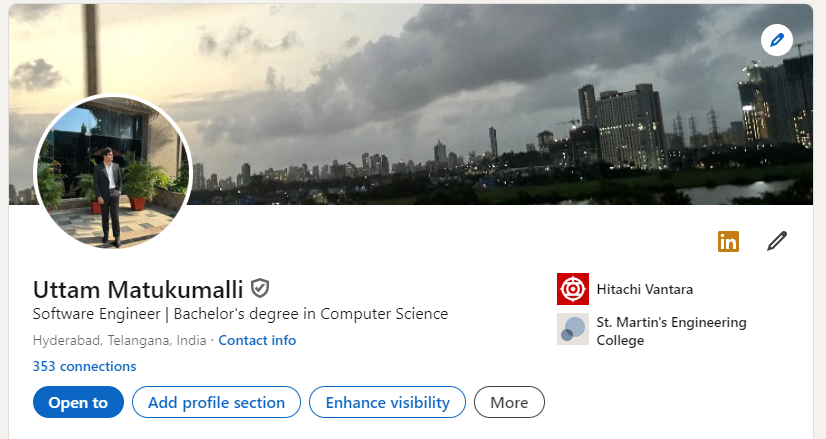 in
Uttam Matukumalli
Software Engineer | Bachelor's degree in Computer Science
Hyderabad, Telangana, India · Contact info
353 connections
Open to
Add profile section
Enhance visibility
More
Hitachi Vantara
St. Martin's Engineering
College